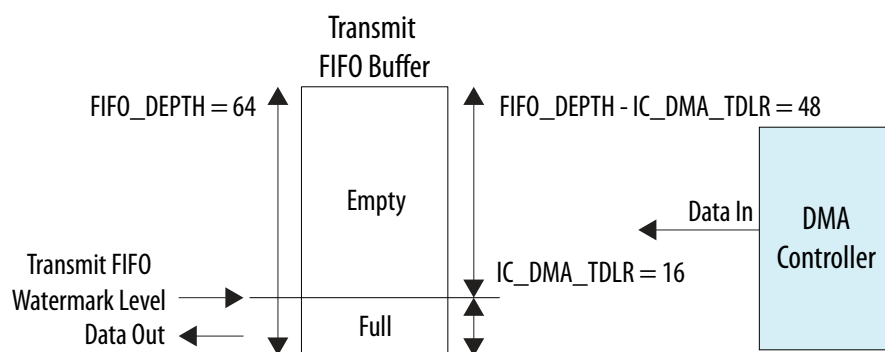 Transmit
FIFO Buffer
FIFO_DEPTH = 64
FIFO_DEPTH - IC_DMA_TDLR = 48
Empty
Data In
DMA
Controller
Transmit FIFO
Watermark Level
IC_DMA_TDLR = 16
Data Out
Full